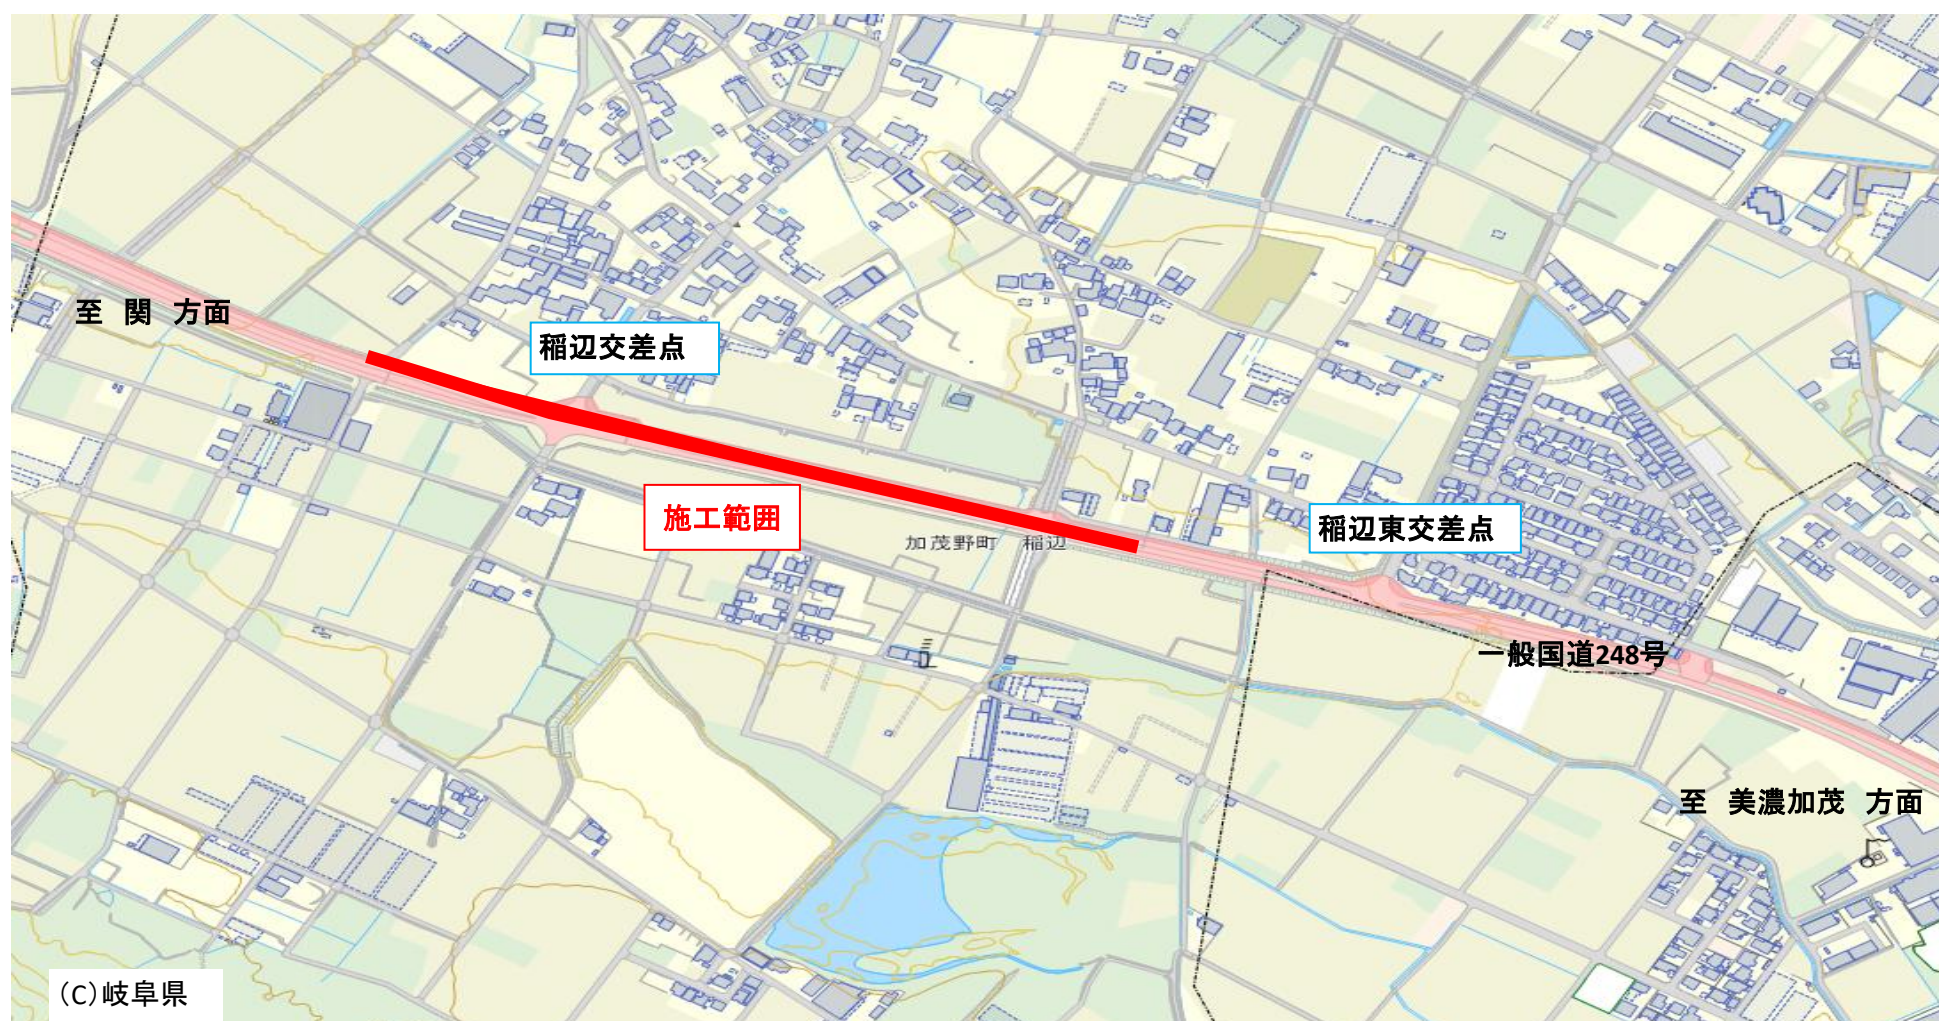 至 関 方面
稲辺交差点
施工範囲
加茂野町 稲辺
稲辺東交差点
一般国道248号
至 美濃加茂 方面
(C)岐阜県